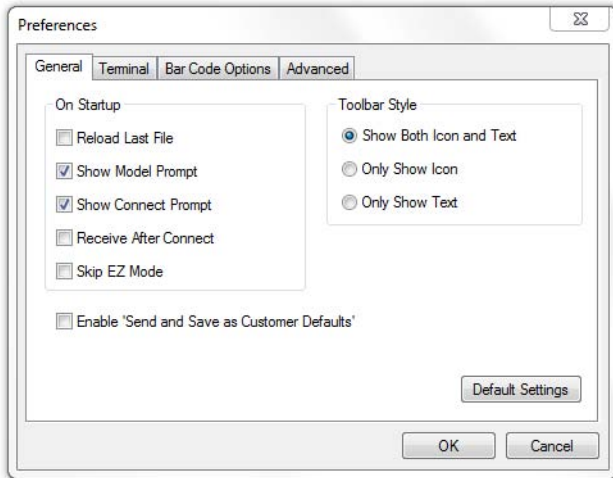 Preferences
General Terminal Bar Code Options Advanced
On Startup
Reload Last File
Show Model Prompt
Show Connect Prompt
Receive After Connect
Skip EZ Mode
Toolbar Style
Show Both Icon and Text
Only Show Icon
Only Show Text
Enable 'Send and Save as Customer Defaults'
Default Settings
OK Cancel